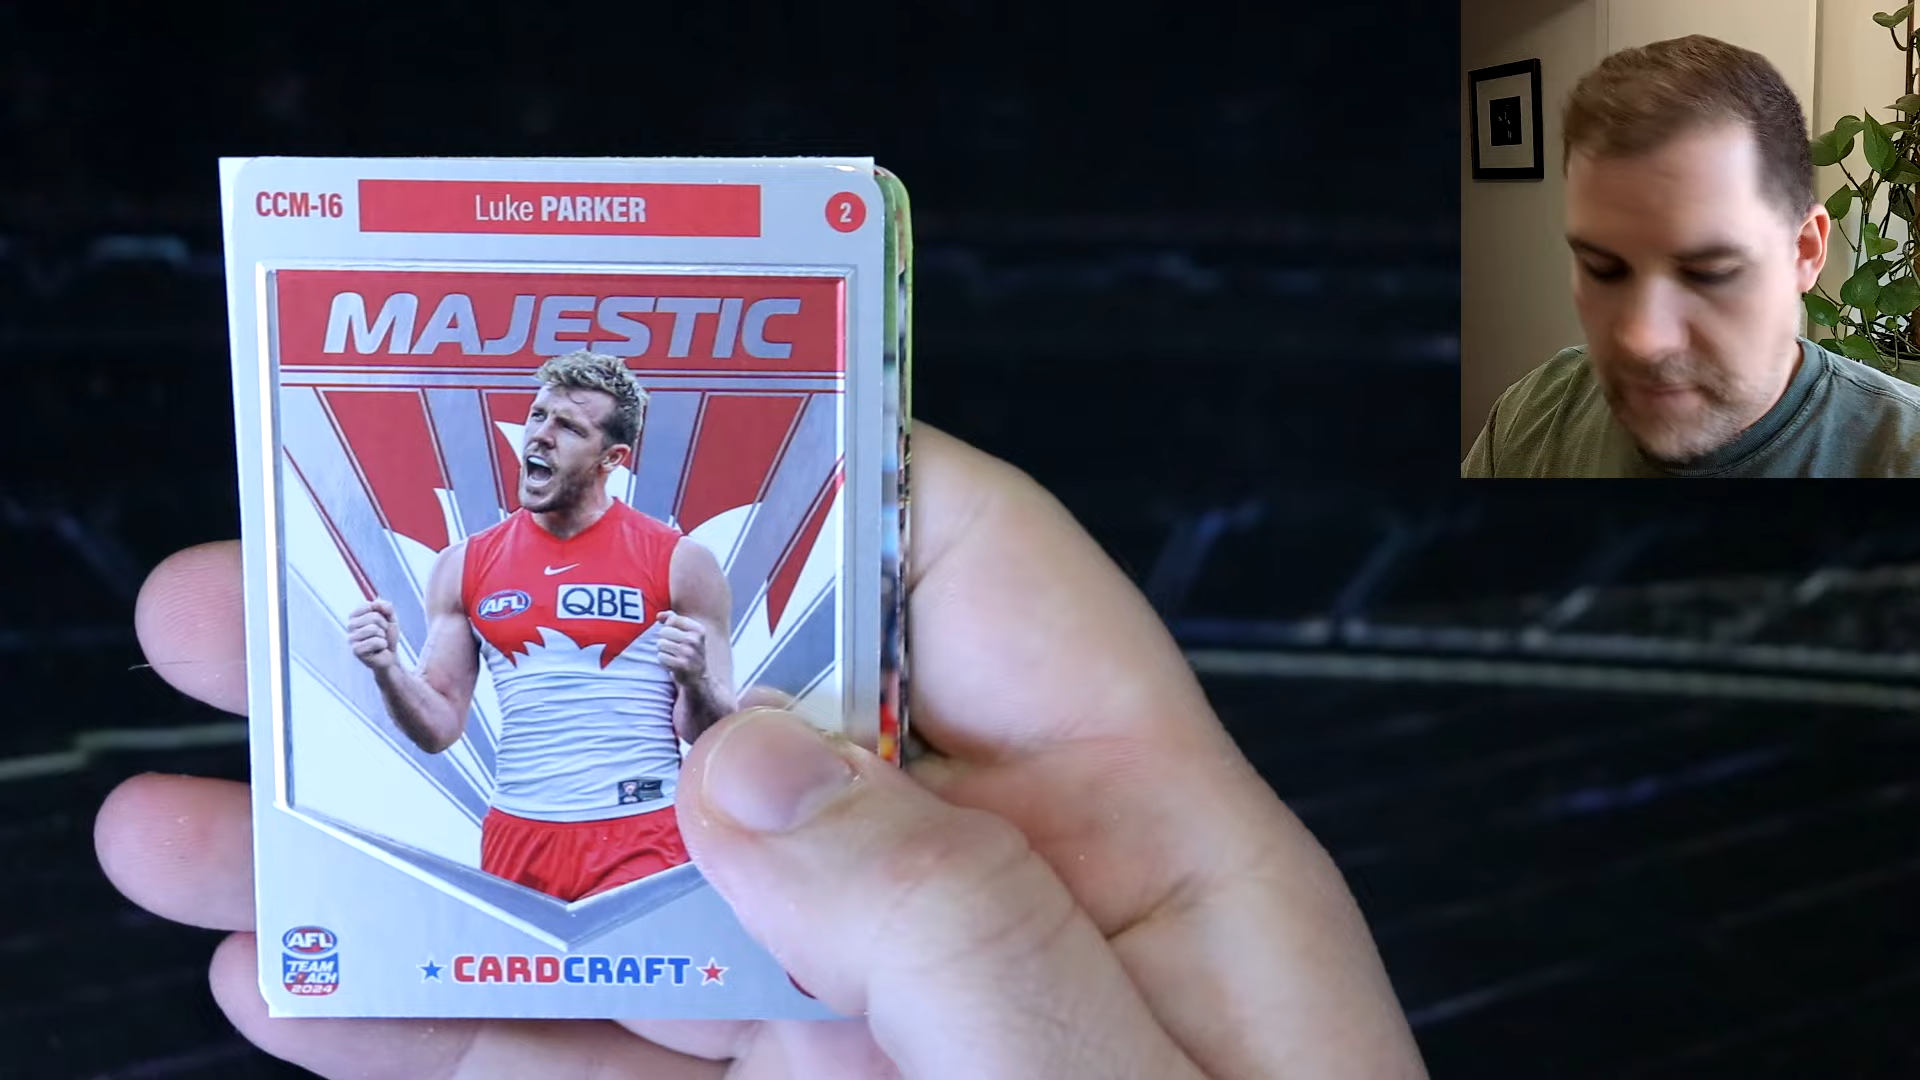 CCM-16
Luke PARKER
2
MAJESTIC
AFL
QBE
AFL
TEAM
COACH
2024
CARDCRAFT